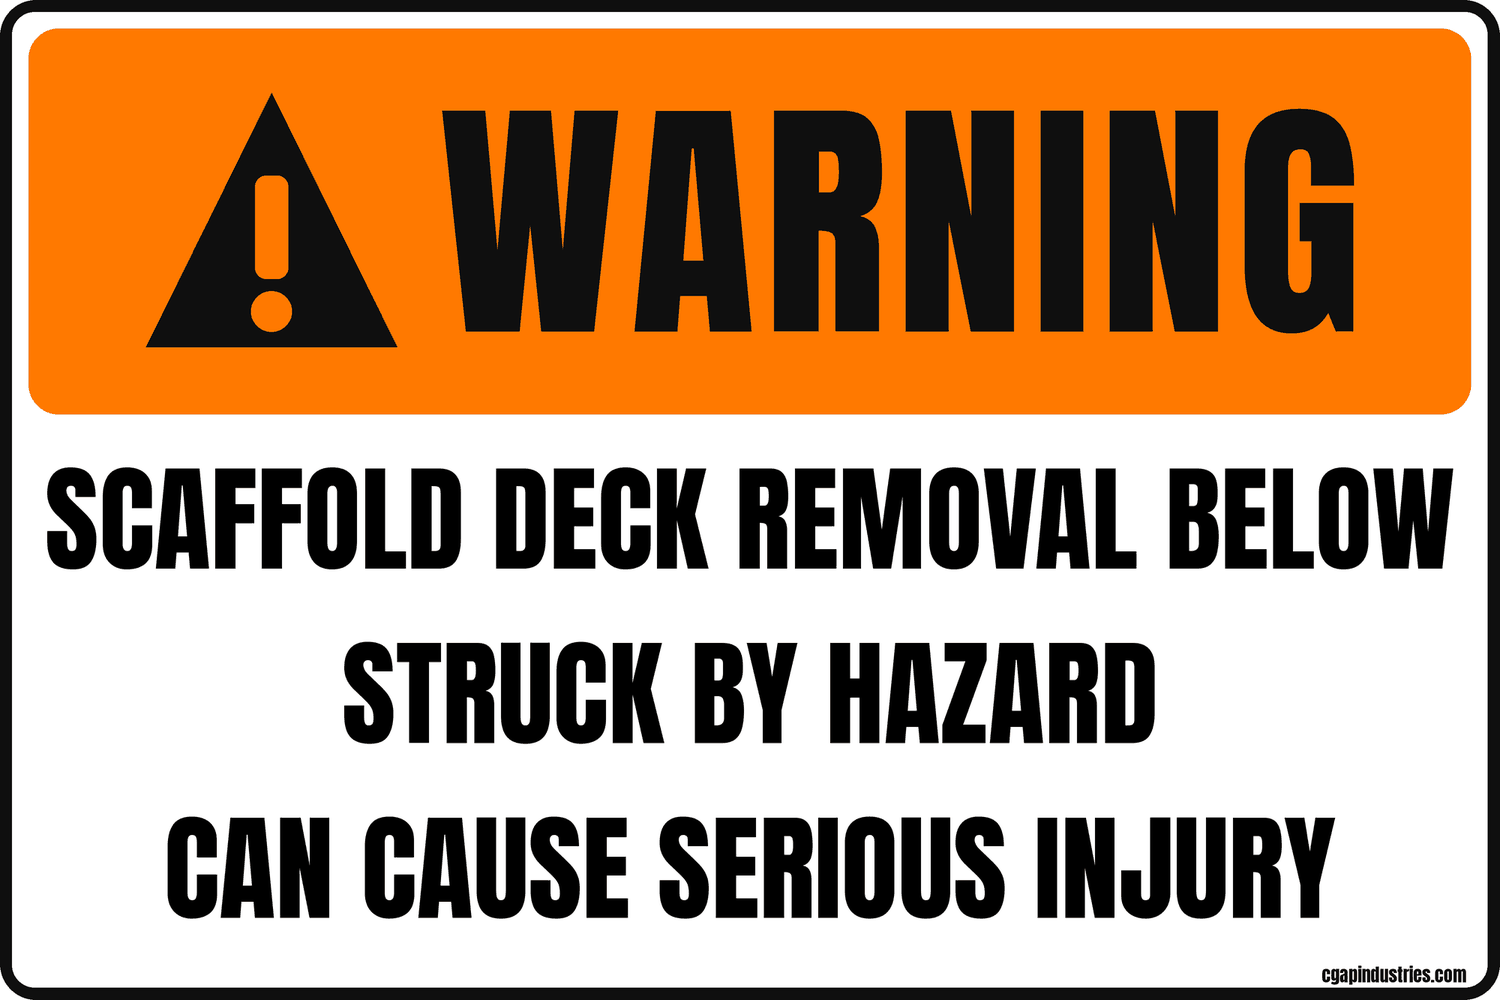 WARNING
SCAFFOLD DECK REMOVAL BELOW
STRUCK BY HAZARD
CAN CAUSE SERIOUS INJURY
cgapindustries.com